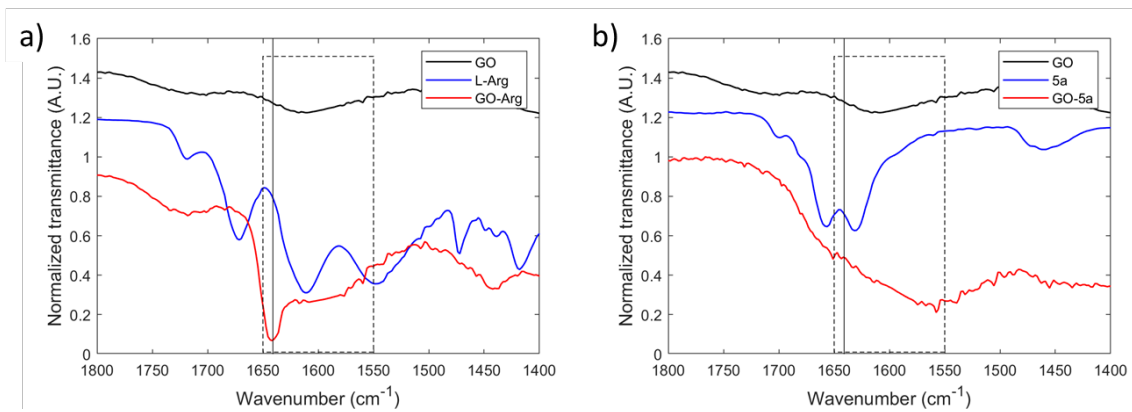 a)
Normalized transmittance (A.U.)
1.6
1.4
1.2
1
0.8
0.6
0.4
0.2
0
GO
L-Arg
GO-Arg
1800 1750 1700 1650 1600 1550 1500 1450 1400
Wavenumber (cm-1)
b)
Normalized transmittance (A.U.)
1.6
1.4
1.2
1
0.8
0.6
0.4
0.2
0
GO
5a
GO-5a
1800 1750 1700 1650 1600 1550 1500 1450 1400
Wavenumber (cm-1)